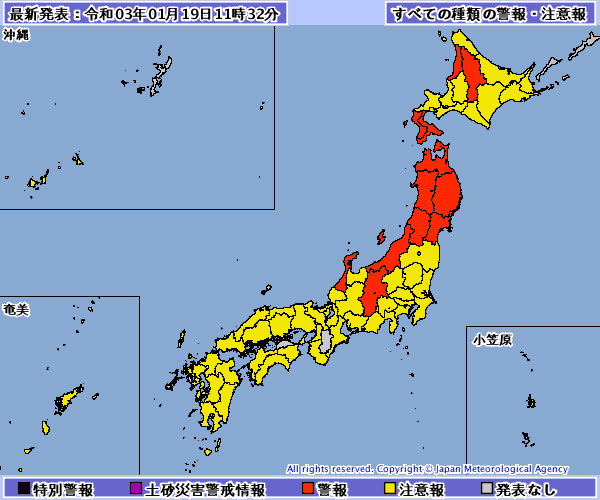 最新発表：令和03年01月19日11時32分
すべての種類の警報・注意報
沖縄
奄美
小笠原
All rights reserved. Copyright © Japan Meteorological Agency
特別警報 土砂災害警戒情報 警報 注意報 発表なし